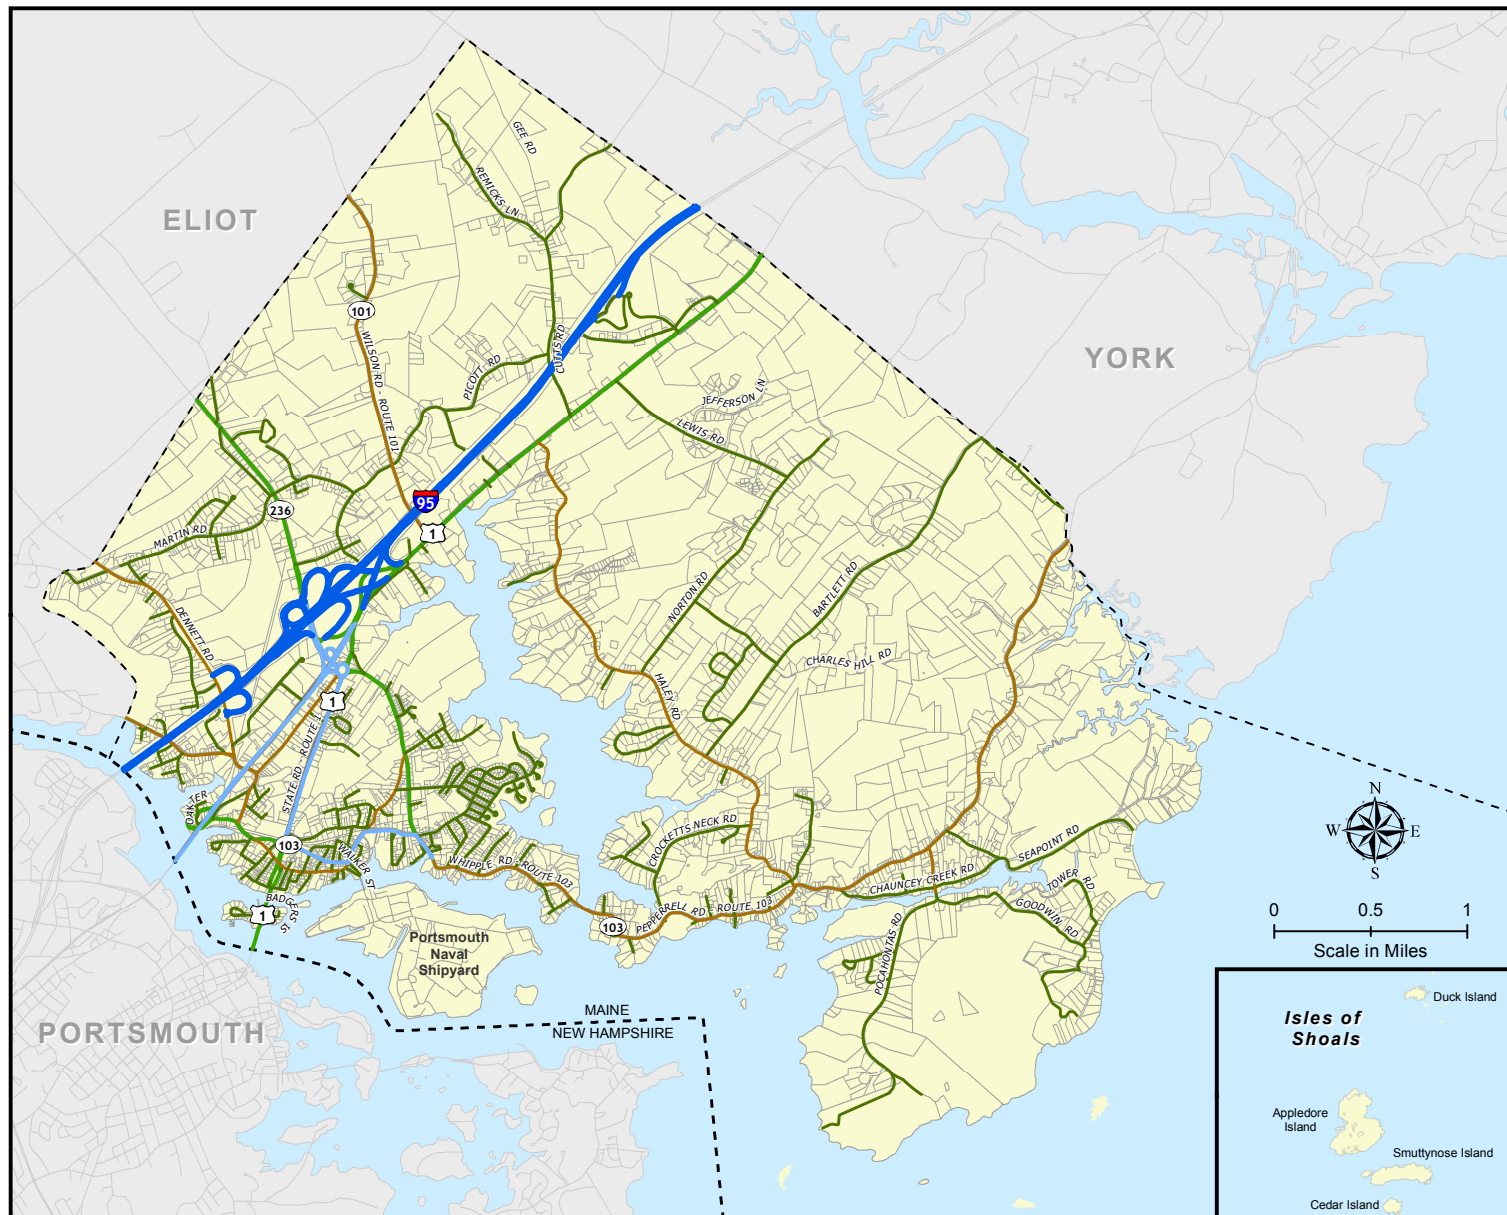 GEE RD
REMICKS LN
ELIOT
101
WILSON RD - ROUTE 101
CUTTS RD
PICOTT RD
YORK
JEFFERSON LN
LEWIS RD
95
236
1
MARTIN RD
NORTON RD
BARTLETT RD
DENNETT RD
CHARLES HILL RD
HALEY RD
1
STATE RD - ROUTE 1
OAK TER
N
W
E
S
CROCKETTS NECK RD
SEAPOINT RD
103
WALKER ST
WHIPPLE RD - ROUTE 103
CHAUNCEY CREEK RD
TOWER RD
GOODWIN RD
BADGERS IS
1
103
PEPPERRELL RD - ROUTE 103
POCAHONTAS RD
0 0.5 1
Scale in Miles
Portsmouth
Naval
Shipyard
MAINE
NEW HAMPSHIRE
PORTSMOUTH
Isles of
Shoals
Duck Island
Appledore
Island
Smuttynose Island
Cedar Island